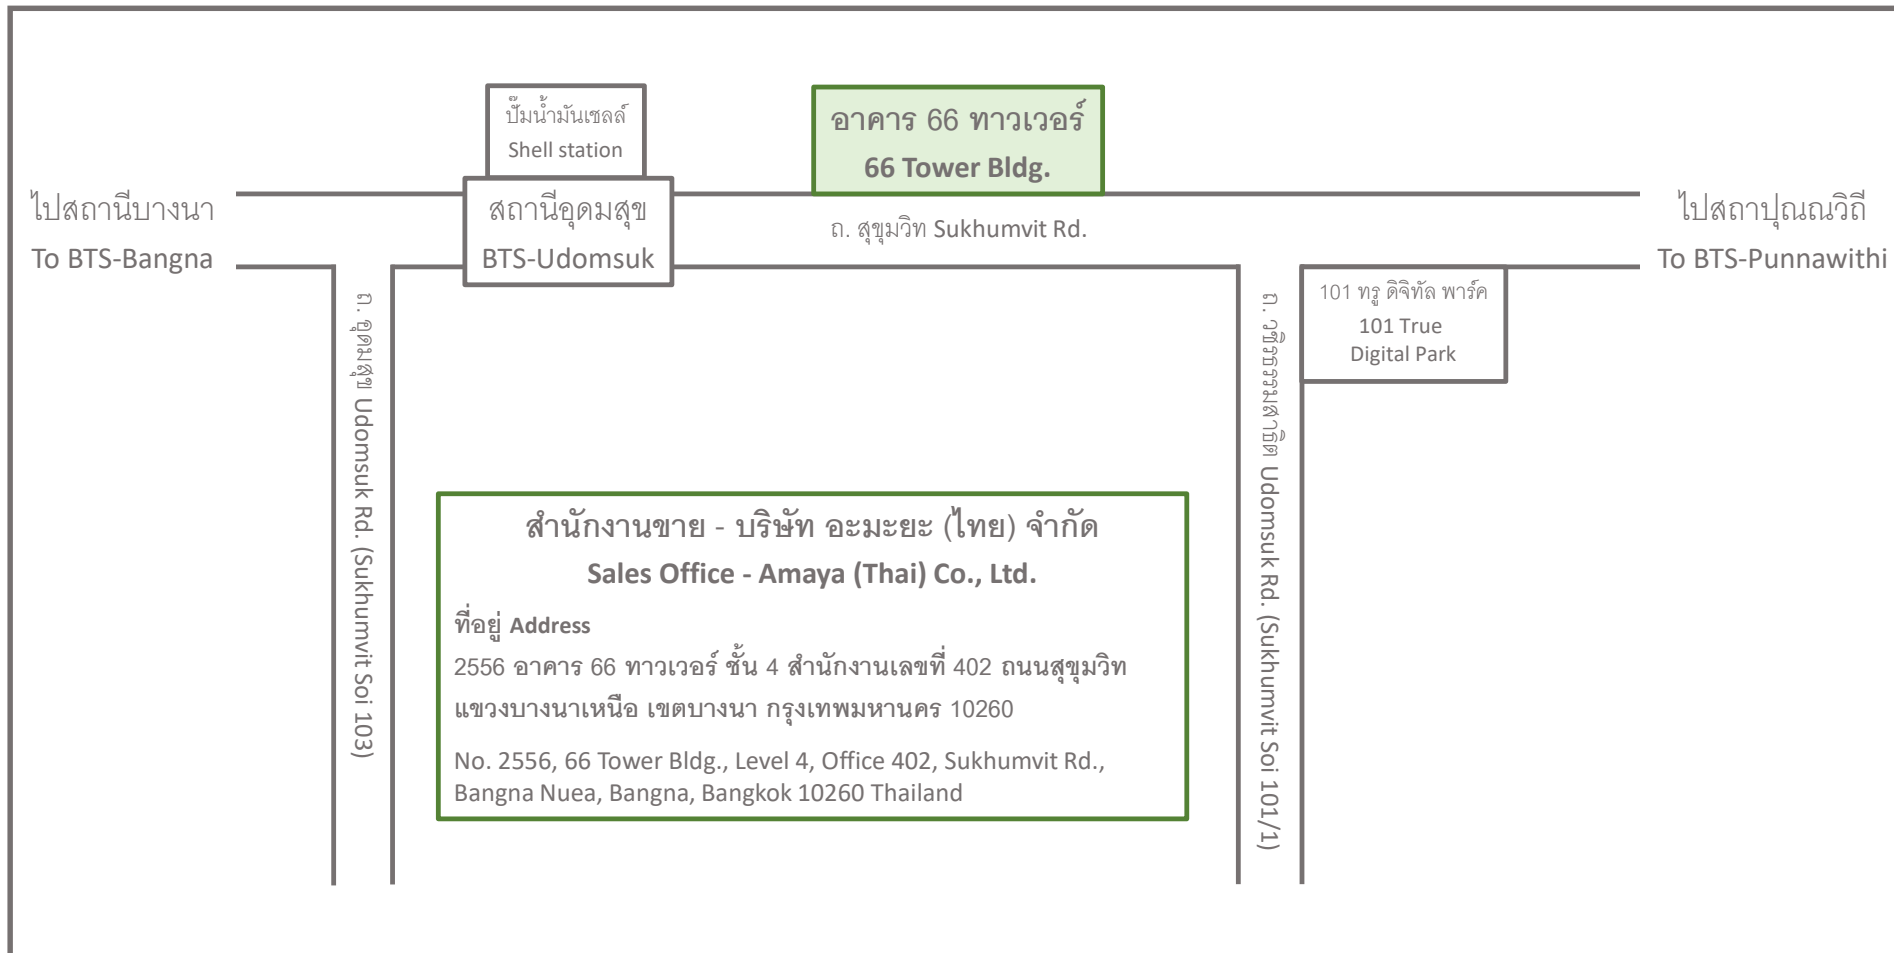 ปั๊มน้ำมันเชลล์
Shell station
อาคาร 66 ทาวเวอร์
66 Tower Bldg.
ไปสถานีบางนา
To BTS-Bangna
สถานีอุดมสุข
BTS-Udomsuk
ถ. สุขุมวิท Sukhumvit Rd.
ไปสถาปุณณวิถี
To BTS-Punnawithi
101 ทรู ดิจิทัล พาร์ค
101 True
Digital Park
ถ. อุดมสุข Udomsuk Rd. (Sukhumvit Soi 103)
ถ. วชิรธรรมสาธิต Udomsuk Rd. (Sukhumvit Soi 101/1)
สำนักงานขาย - บริษัท อะมะยะ (ไทย) จำกัด
Sales Office - Amaya (Thai) Co., Ltd.
ที่อยู่ Address
2556 อาคาร 66 ทาวเวอร์ ชั้น 4 สำนักงานเลขที่ 402 ถนนสุขุมวิท
แขวงบางนาเหนือ เขตบางนา กรุงเทพมหานคร 10260
No. 2556, 66 Tower Bldg., Level 4, Office 402, Sukhumvit Rd.,
Bangna Nuea, Bangna, Bangkok 10260 Thailand